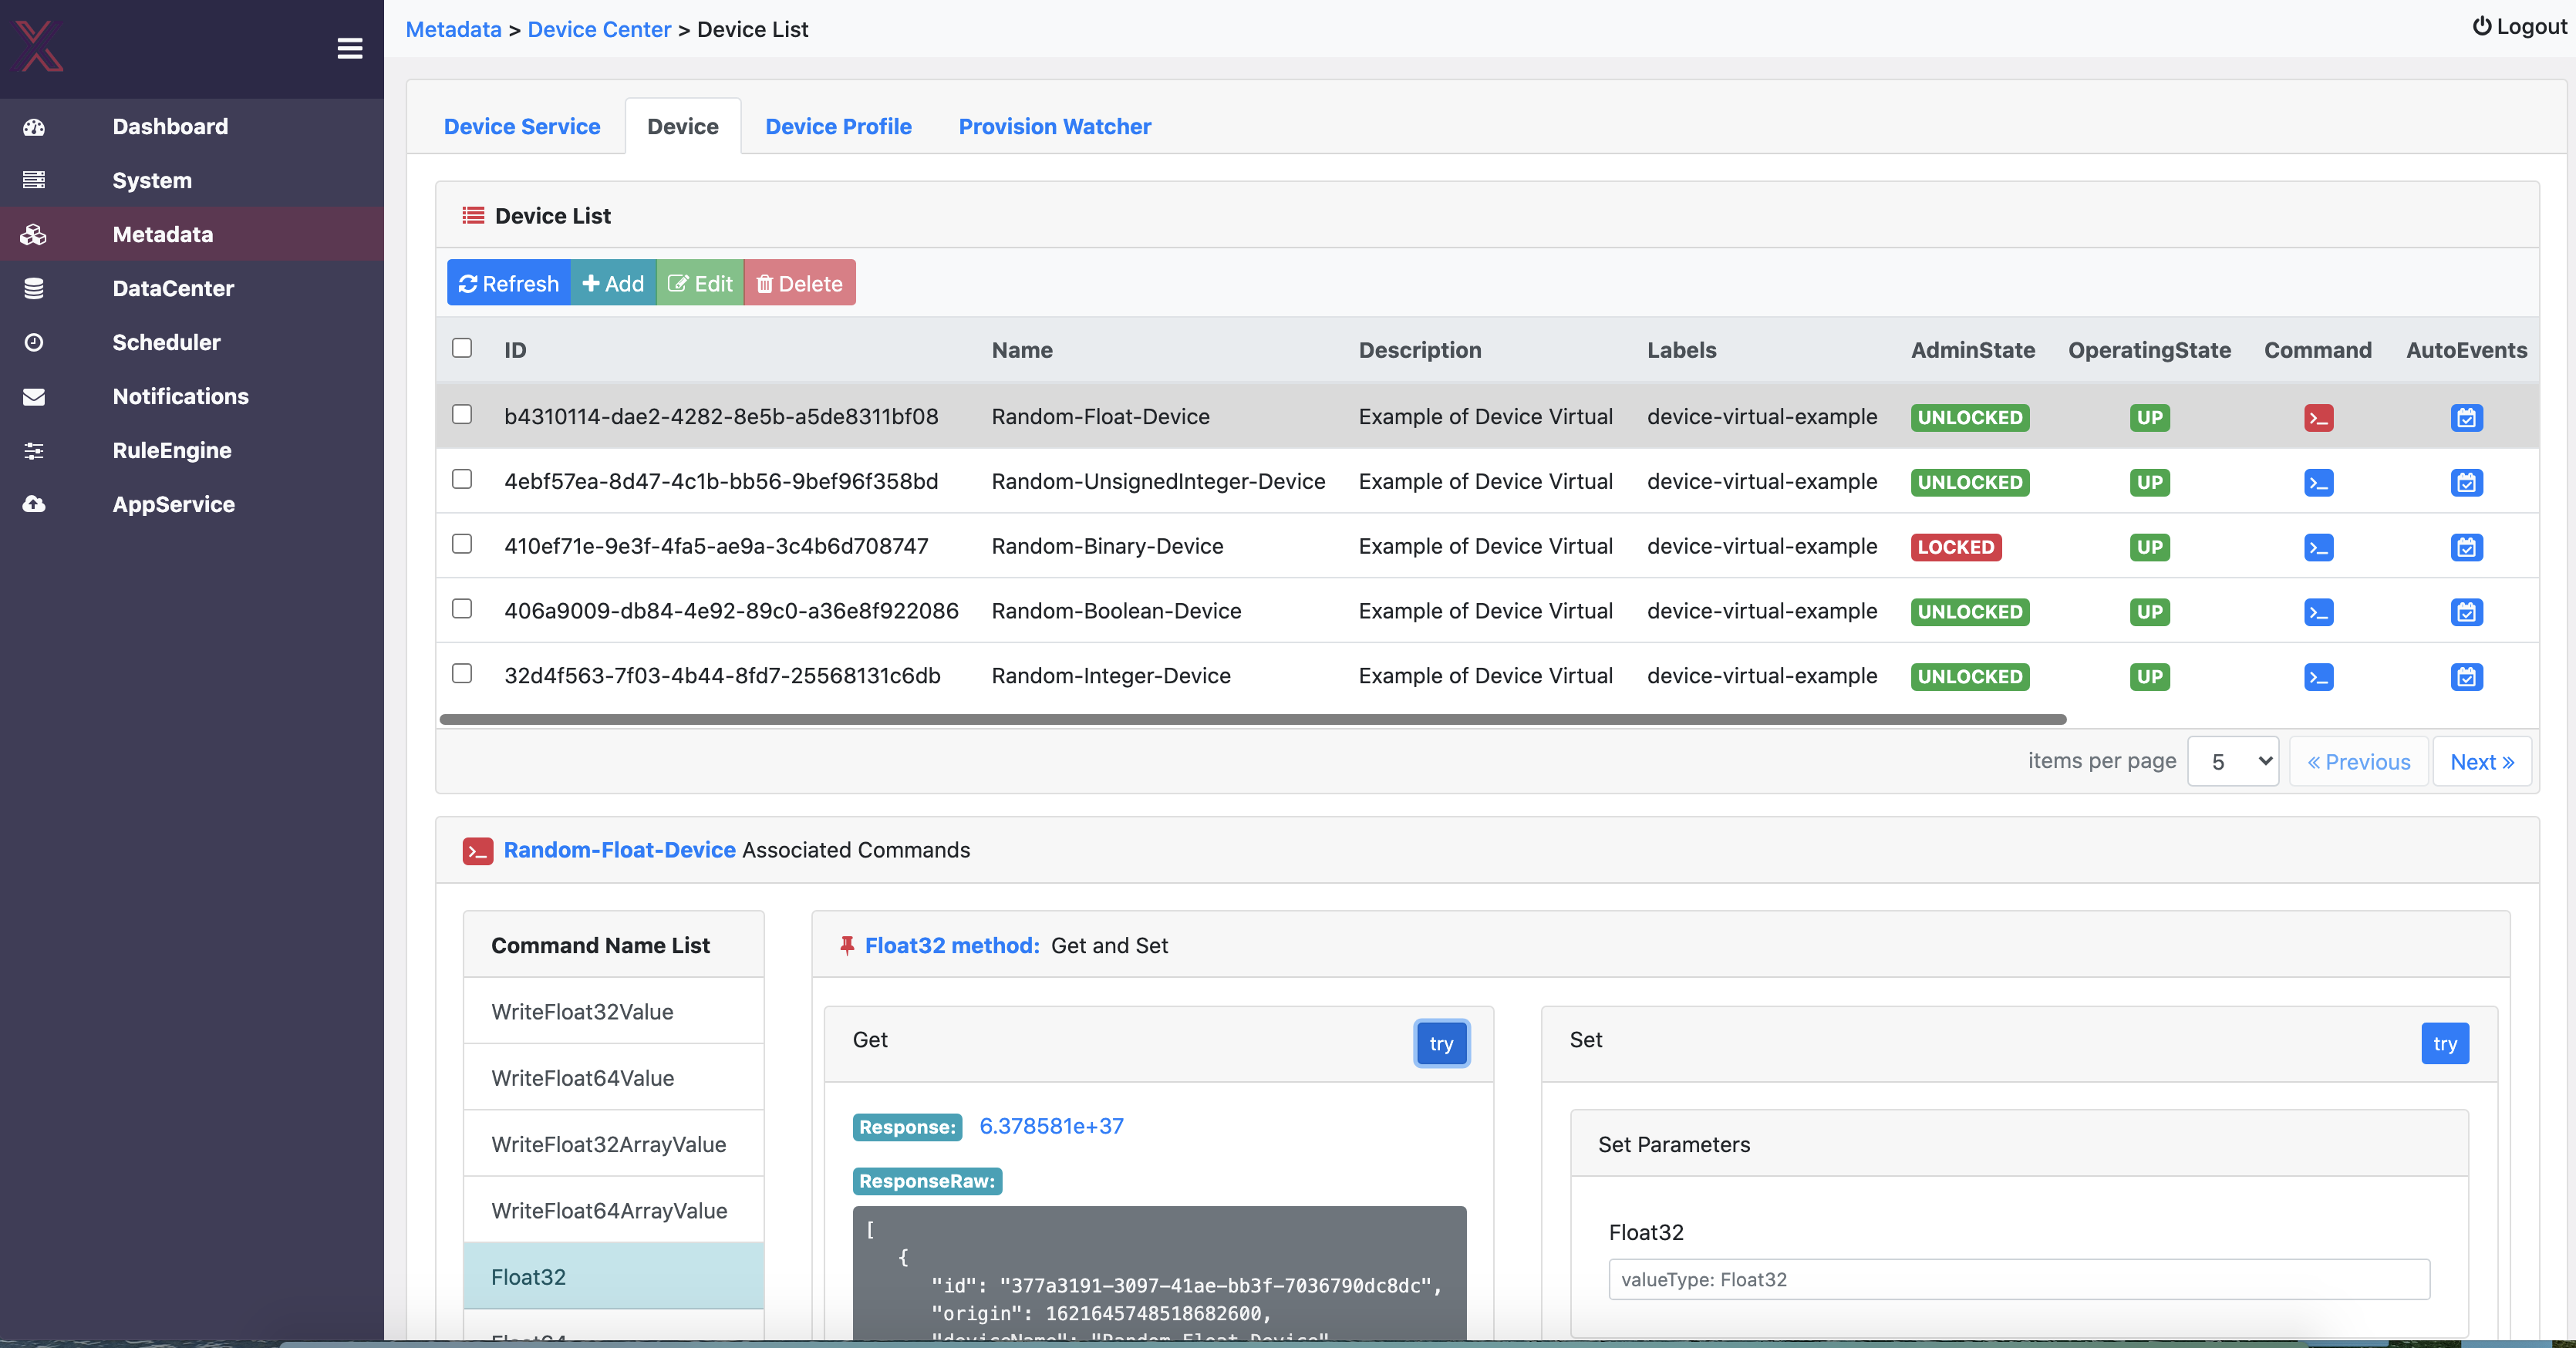 Metadata > Device Center > Device List
Logout
Dashboard
System
Metadata
DataCenter
Scheduler
Notifications
RuleEngine
AppService
Device Service Device Device Profile Provision Watcher
Device List
Refresh Add Edit Delete
ID Name Description Labels AdminState OperatingState Command AutoEvents
b4310114-dae2-4282-8e5b-a5de8311bf08 Random-Float-Device Example of Device Virtual device-virtual-example UNLOCKED UP
4ebf57ea-8d47-4c1b-bb56-9bef96f358bd Random-UnsignedInteger-Device Example of Device Virtual device-virtual-example UNLOCKED UP
410ef71e-9e3f-4fa5-ae9a-3c4b6d708747 Random-Binary-Device Example of Device Virtual device-virtual-example LOCKED UP
406a9009-db84-4e92-89c0-a36e8f922086 Random-Boolean-Device Example of Device Virtual device-virtual-example UNLOCKED UP
32d4f563-7f03-4b44-8fd7-25568131c6db Random-Integer-Device Example of Device Virtual device-virtual-example UNLOCKED UP
items per page 5 « Previous Next »
Random-Float-Device Associated Commands
Command Name List
WriteFloat32Value
WriteFloat64Value
WriteFloat32ArrayValue
WriteFloat64ArrayValue
Float32
Float64
Float32 method: Get and Set
Get try
Response: 6.378581e+37
ResponseRaw:
[
{
"id": "377a3191-3097-41ae-bb3f-7036790dc8dc",
"origin": 1621645748518682600,
"deviceName": "Random-Float-Device"
Set try
Set Parameters
Float32
valueType: Float32